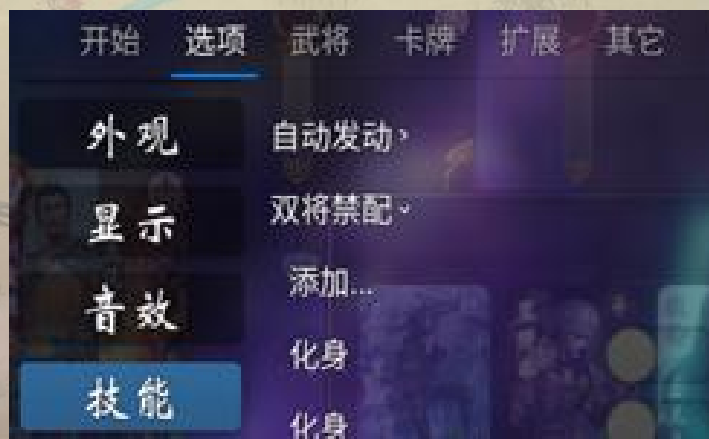 开始 选项 武将 卡牌 扩展 其它
外观
自动发动
显示
双将禁配
添加...
音效
化身
技能
化身